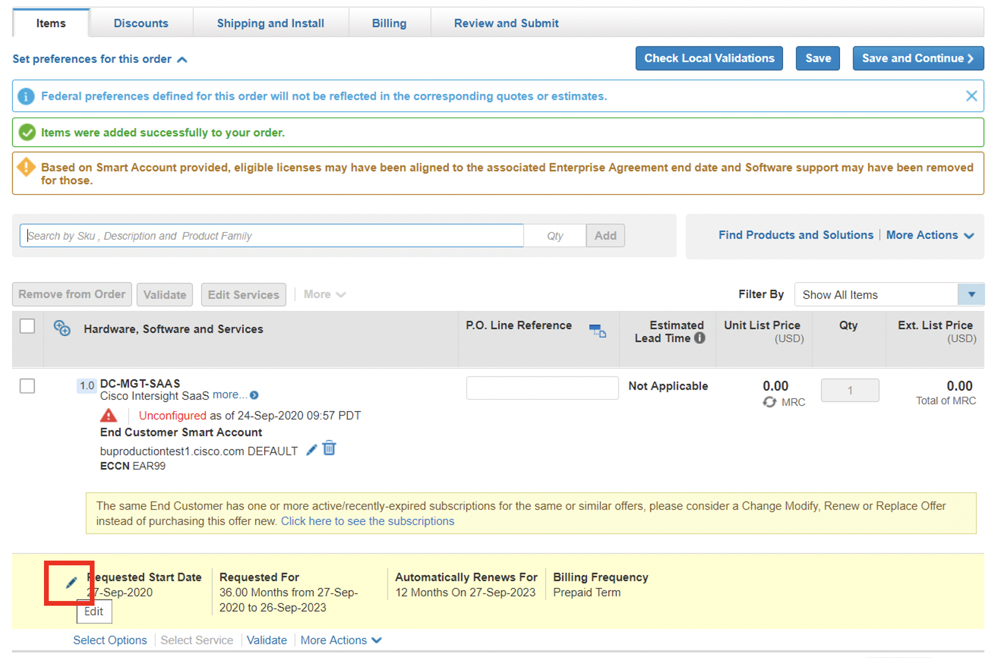 Items
Discounts
Shipping and Install
Billing
Review and Submit
Set preferences for this order
Check Local Validations
Save
Save and Continue
Federal preferences defined for this order will not be reflected in the corresponding quotes or estimates.
Items were added successfully to your order.
Based on Smart Account provided, eligible licenses may have been aligned to the associated Enterprise Agreement end date and Software support may have been removed
for those.
Search by Sku , Description and Product Family
Qty
Add
Find Products and Solutions
More Actions
Remove from Order
Validate
Edit Services
More
Filter By
Show All Items
Hardware, Software and Services
P.O. Line Reference
Estimated
Lead Time
Unit List Price
(USD)
Qty
Ext. List Price
(USD)
1.0
DC-MGT-SAAS
Cisco Intersight SaaS more...
Unconfigured as of 24-Sep-2020 09:57 PDT
End Customer Smart Account
buproductiontest1.cisco.com DEFAULT
ECCN EAR99
Not Applicable
0.00
MRC
1
0.00
Total of MRC
The same End Customer has one or more active/recently-expired subscriptions for the same or similar offers, please consider a Change Modify, Renew or Replace Offer
instead of purchasing this offer new. Click here to see the subscriptions
Requested Start Date
27-Sep-2020
Edit
Requested For
36.00 Months from 27-Sep-
2020 to 26-Sep-2023
Automatically Renews For
12 Months On 27-Sep-2023
Billing Frequency
Prepaid Term
Select Options
Select Service
Validate
More Actions